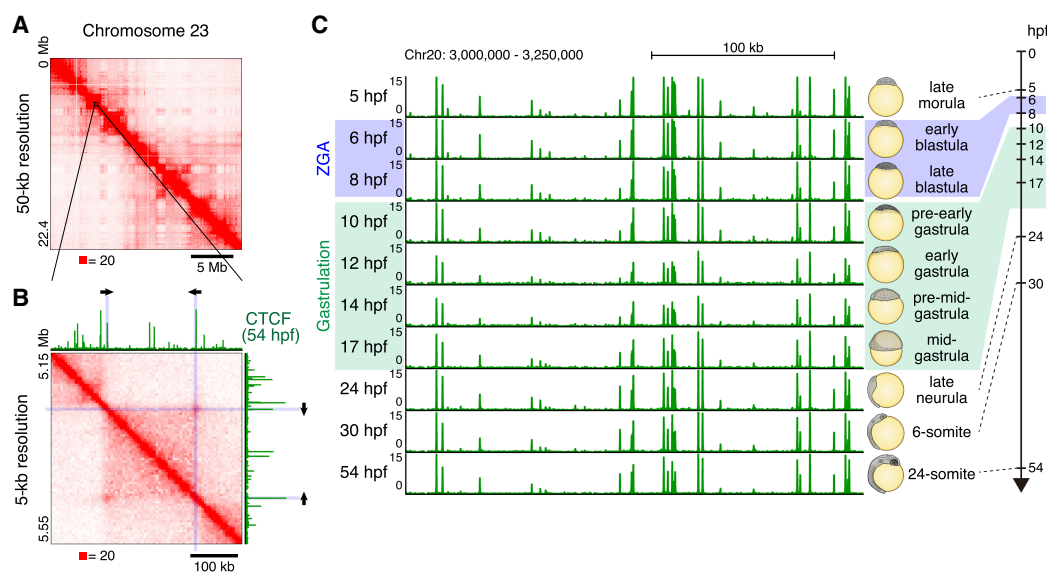 A
Chromosome 23
0 Mb
50-kb resolution
22.4
= 20
5 Mb
B
CTCF
(54 hpf)
5.15 Mb
5-kb resolution
5.55
= 20
100 kb
C
Chr20: 3,000,000 - 3,250,000
100 kb
hpf
ZGA
Gastrulation
5 hpf
15
0
late
morula
6 hpf
15
0
early
blastula
8 hpf
15
0
late
blastula
10 hpf
15
0
pre-early
gastrula
12 hpf
15
0
early
gastrula
14 hpf
15
0
pre-mid-
gastrula
17 hpf
15
0
mid-
gastrula
24 hpf
15
0
late
neurula
30 hpf
15
0
6-somite
54 hpf
15
0
24-somite
0
5
6
8
10
12
14
17
24
30
54